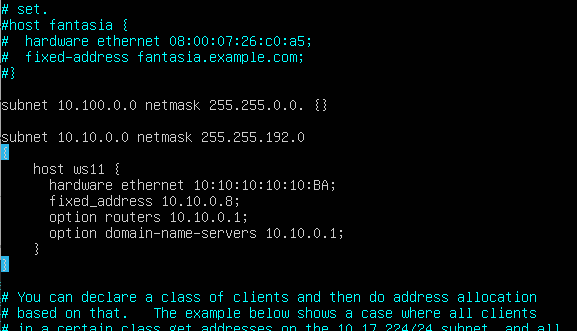 # set.
#host fantasia {
#  hardware ethernet 08:00:07:26:c0:a5;
#  fixed-address fantasia.example.com;
#}
subnet 10.100.0.0 netmask 255.255.0.0. {}
subnet 10.10.0.0 netmask 255.255.192.0
{
    host ws11 {
      hardware ethernet 10:10:10:10:10:BA;
      fixed_address 10.10.0.8;
      option routers 10.10.0.1;
      option domain-name-servers 10.10.0.1;
    }
}
# You can declare a class of clients and then do address allocation
# based on that.   The example below shows a case where all clients
# in a certain class get addresses on the 10.17.224/24 subnet, and all